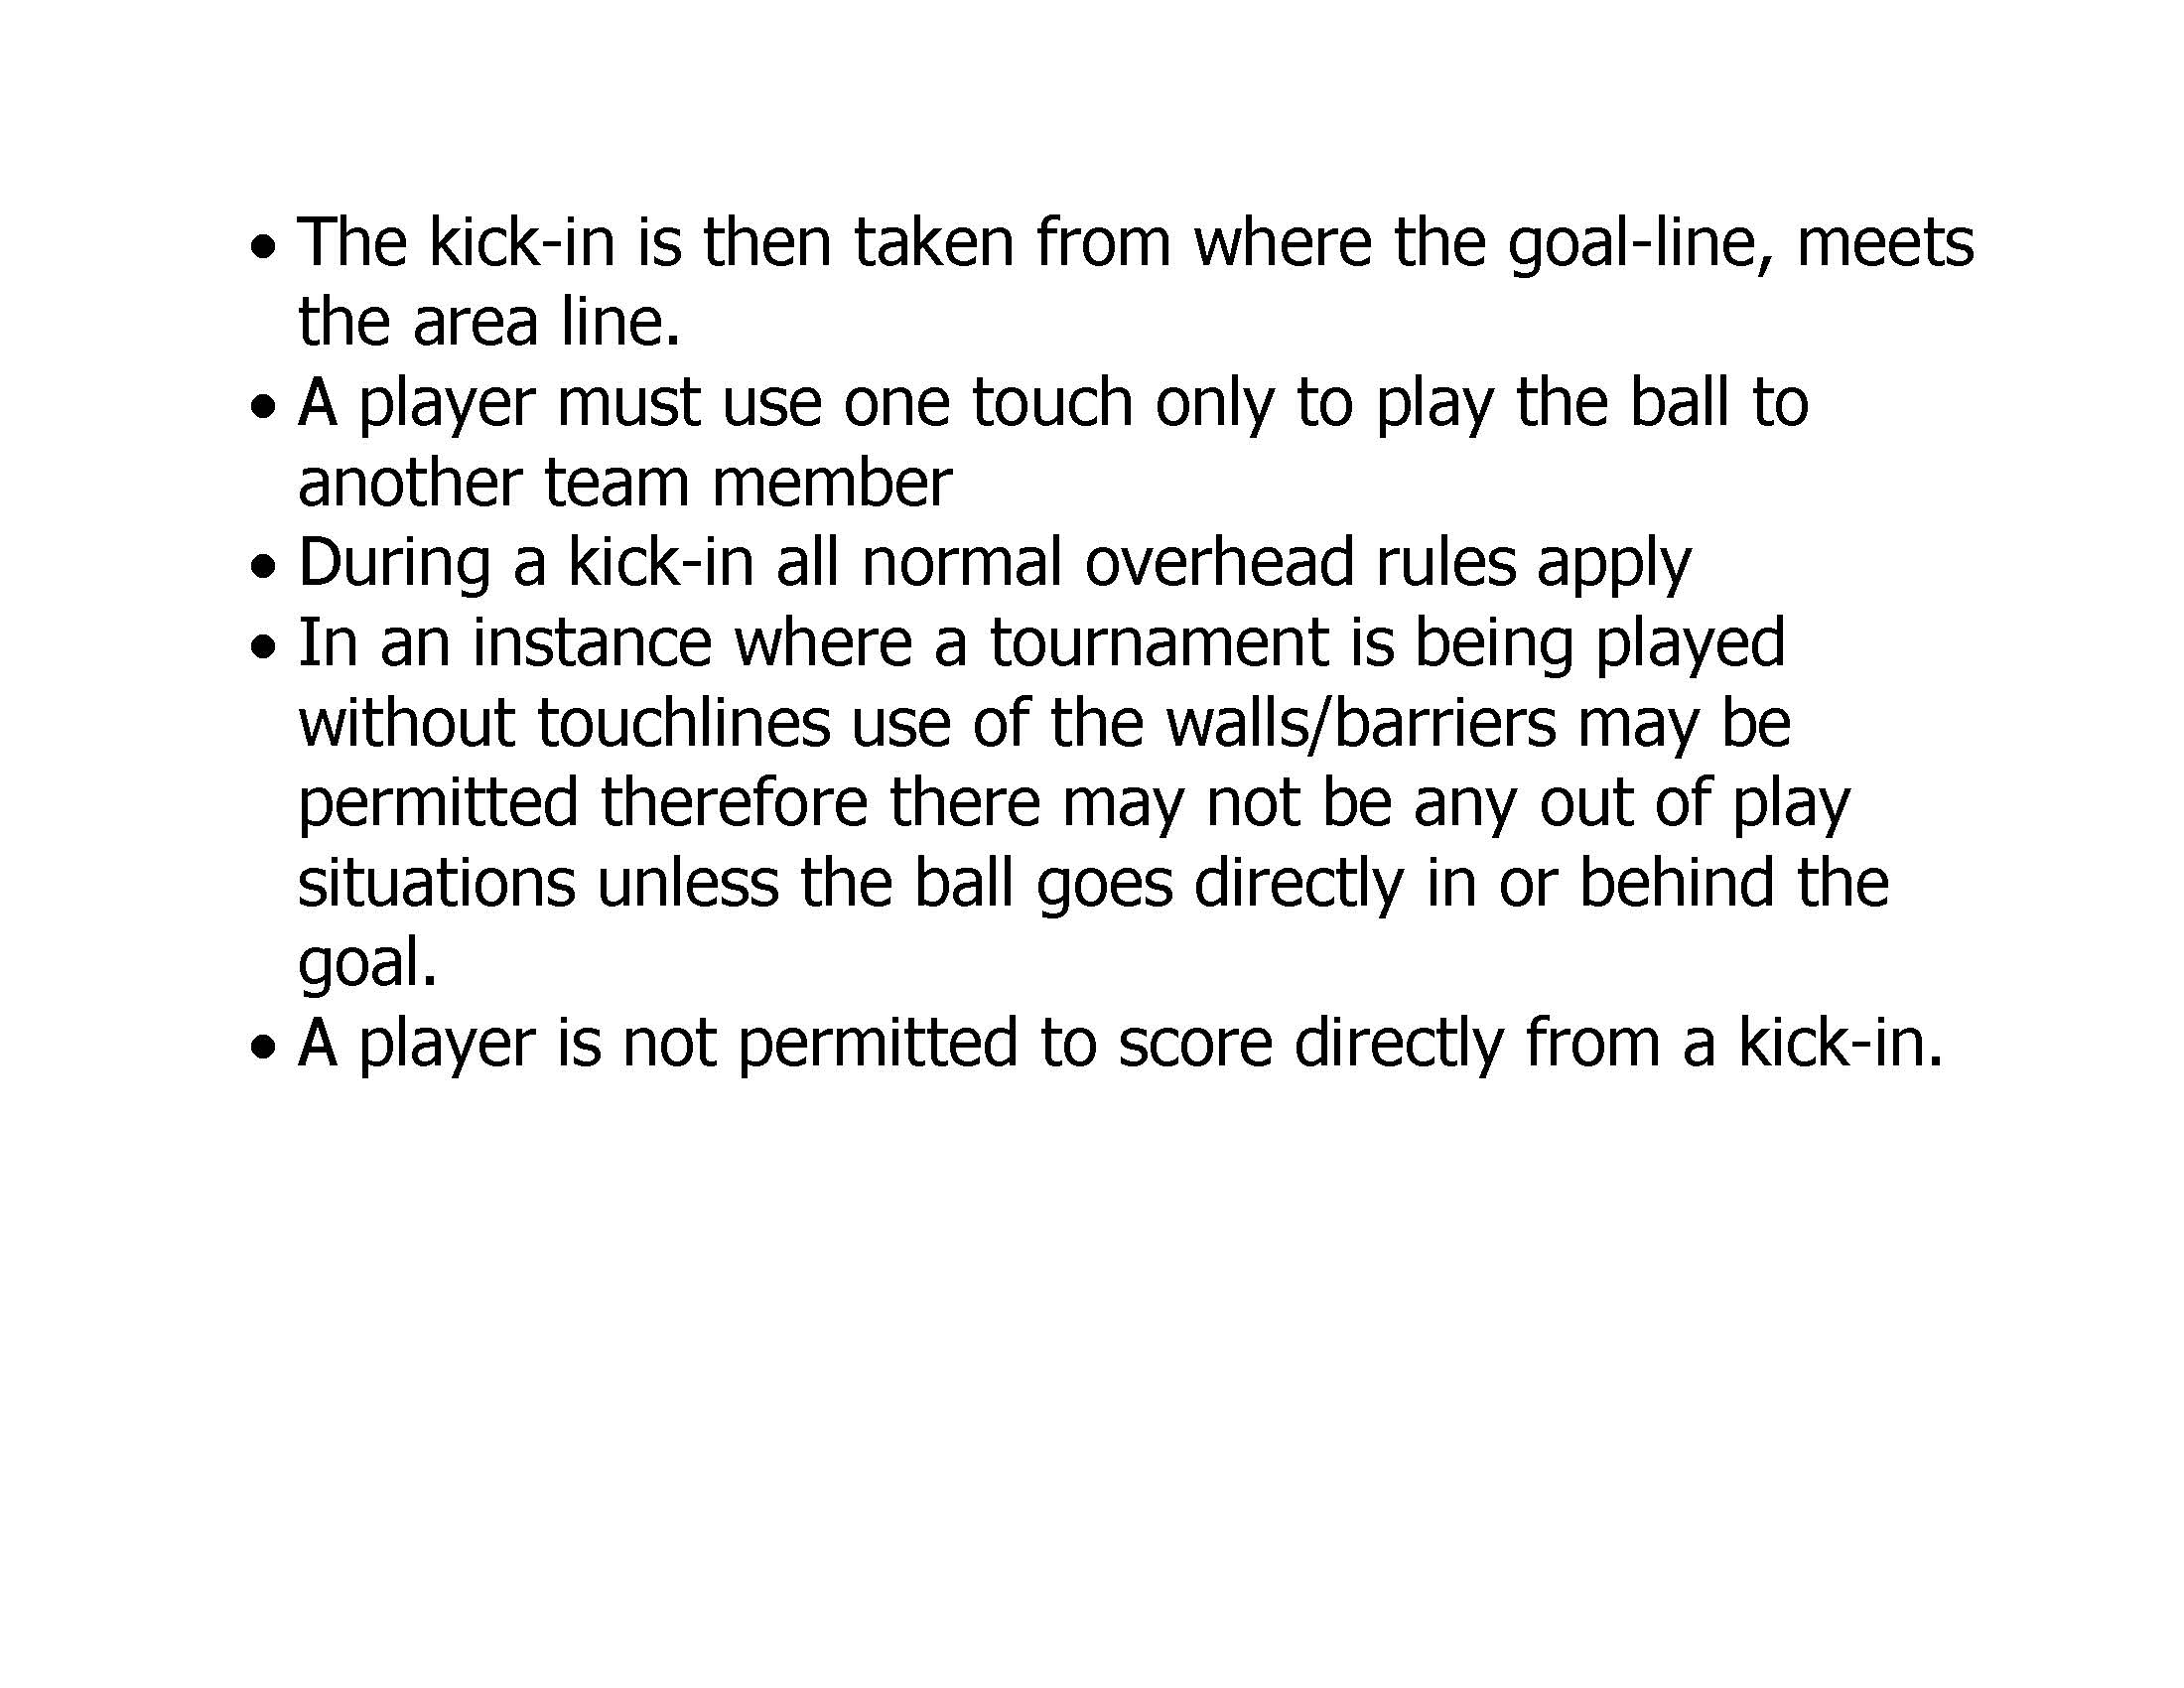 • The kick-in is then taken from where the goal-line, meets
the area line.
• A player must use one touch only to play the ball to
another team member
• During a kick-in all normal overhead rules apply
• In an instance where a tournament is being played
without touchlines use of the walls/barriers may be
permitted therefore there may not be any out of play
situations unless the ball goes directly in or behind the
goal.
• A player is not permitted to score directly from a kick-in.